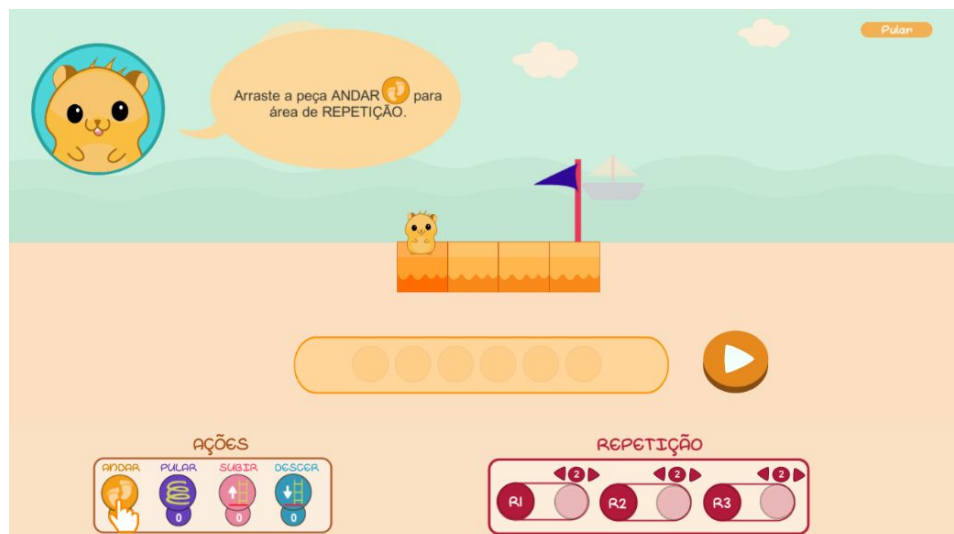 Pular
Arraste a peça ANDAR para
área de REPETIÇÃO.
AÇÕES
ANDAR PULAR SUBIR DESCER
0 0 0
REPETIÇÃO
2 2 2
R1 R2 R3